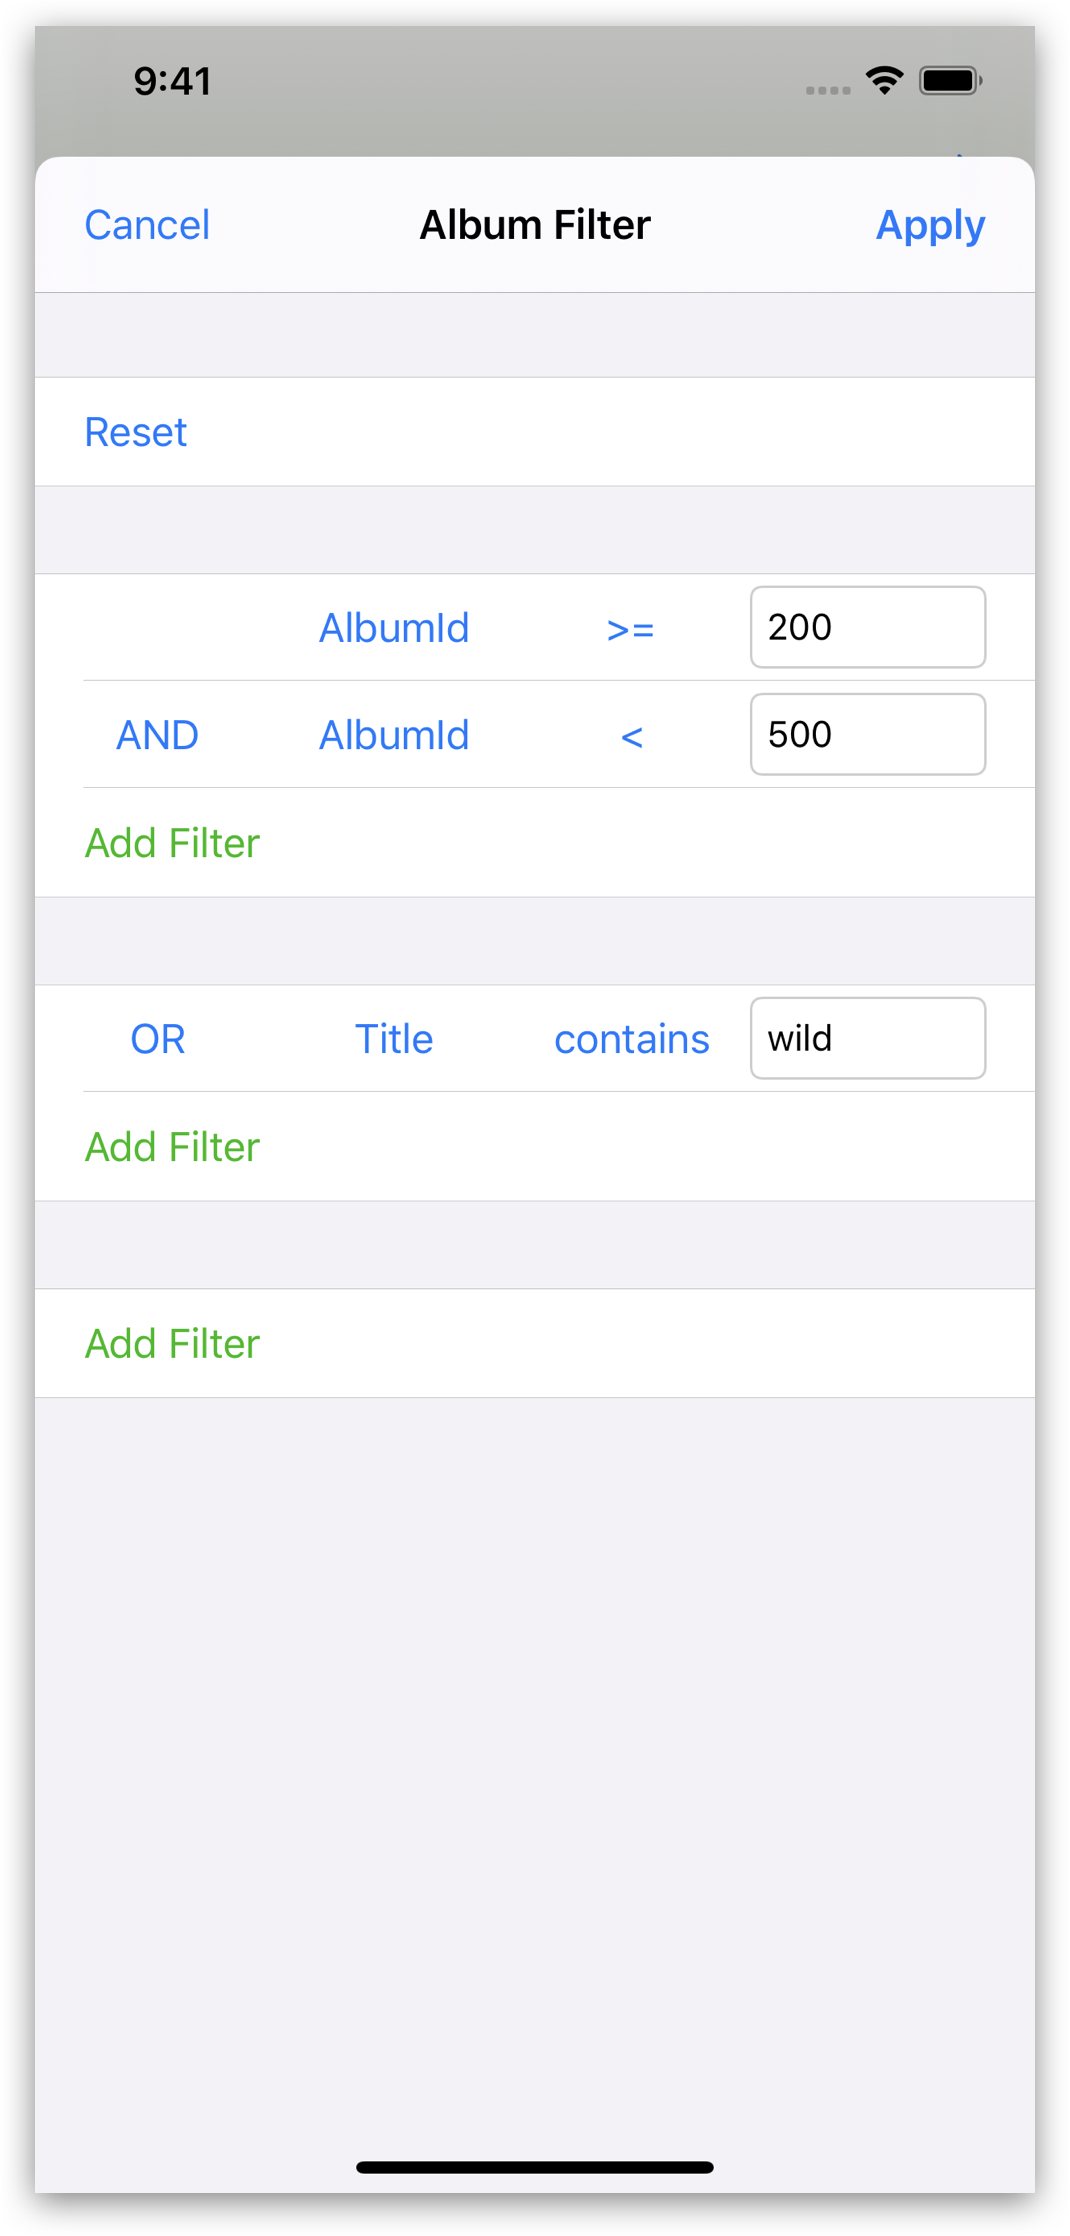 9:41
Cancel Album Filter Apply
Reset
AlbumId >= 200
AND AlbumId < 500
Add Filter
OR Title contains wild
Add Filter
Add Filter